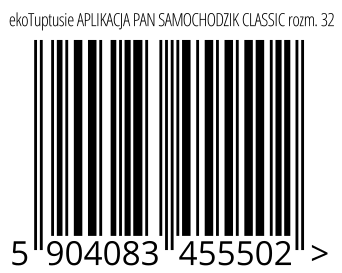 ekoTuptusie APLIKACJA PAN SAMOCHODZIK CLASSIC rozm. 32
5 904083 455502 >